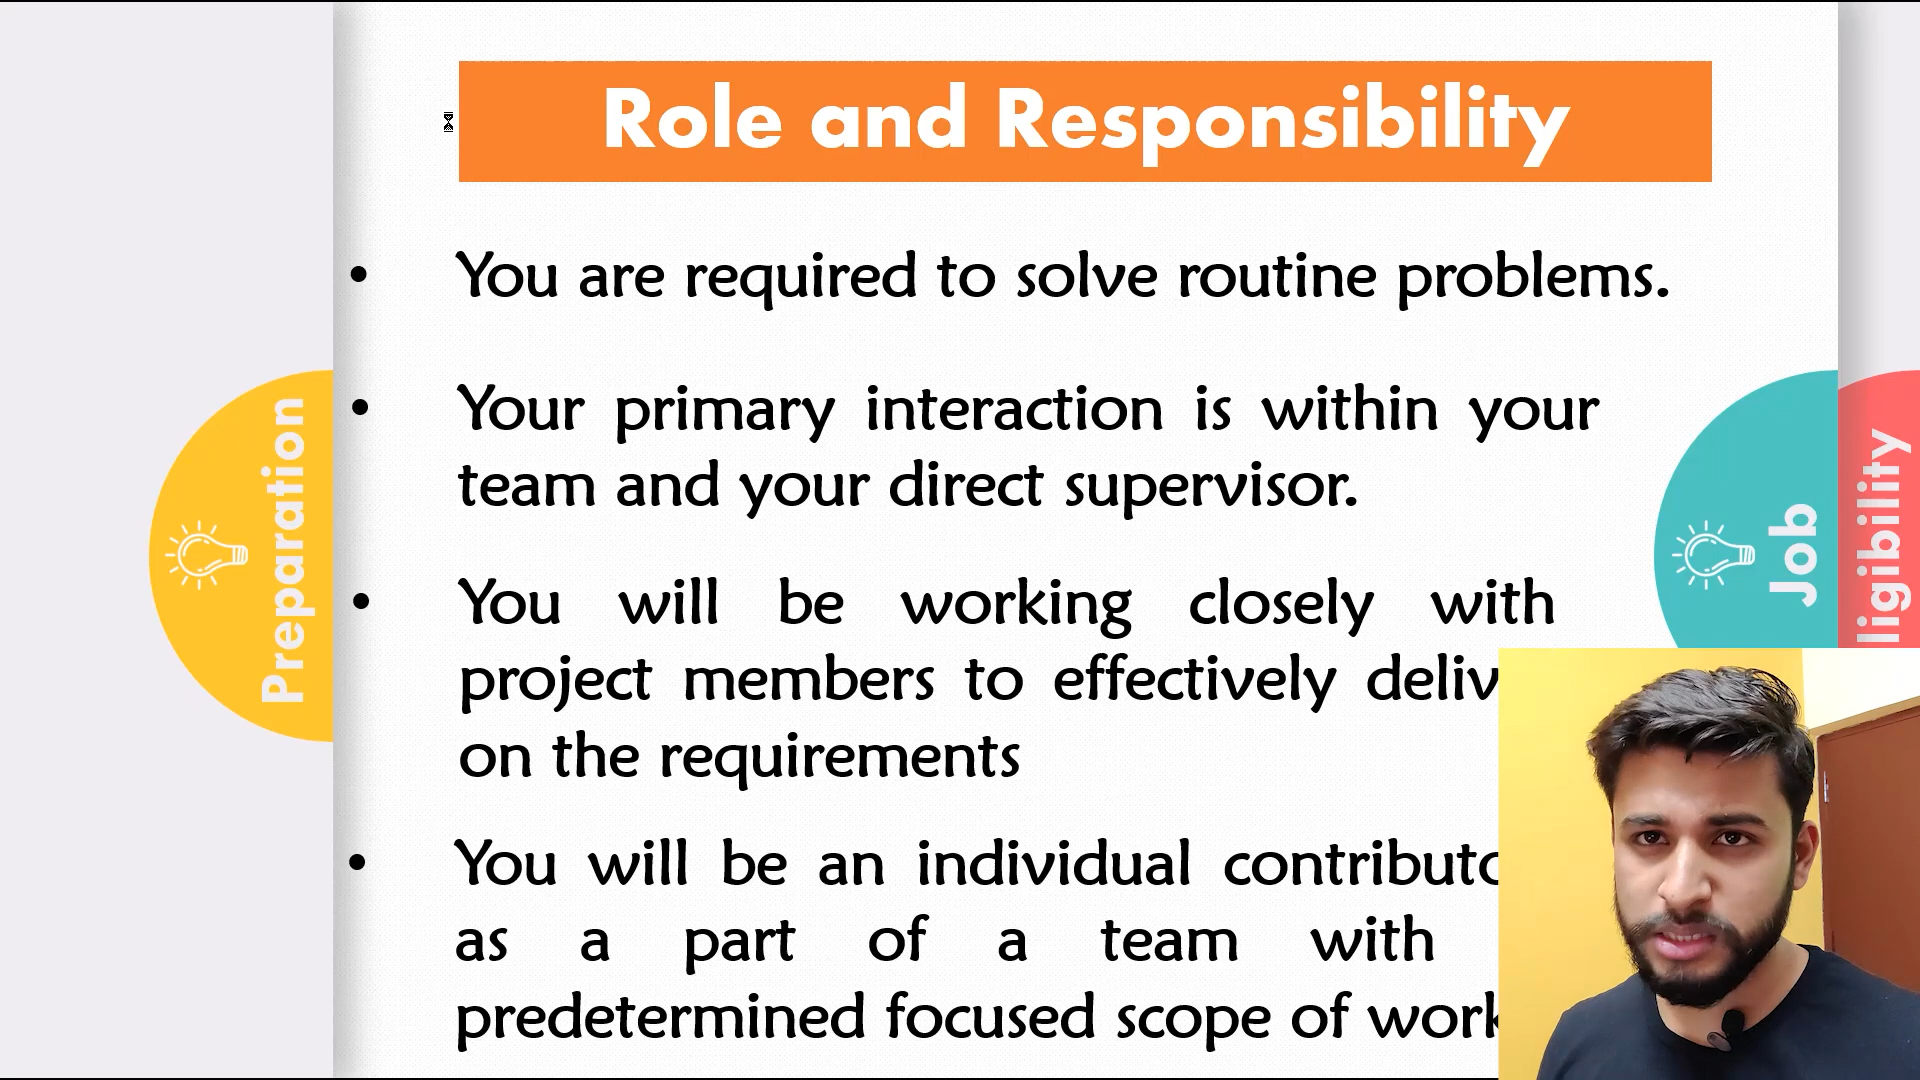 Role and Responsibility
• You are required to solve routine problems.
• Your primary interaction is within your
team and your direct supervisor.
• You will be working closely with
project members to effectively deliv
on the requirements
• You will be an individual contributo
as a part of a team with
predetermined focused scope of work
Preparation
Job
ligibility